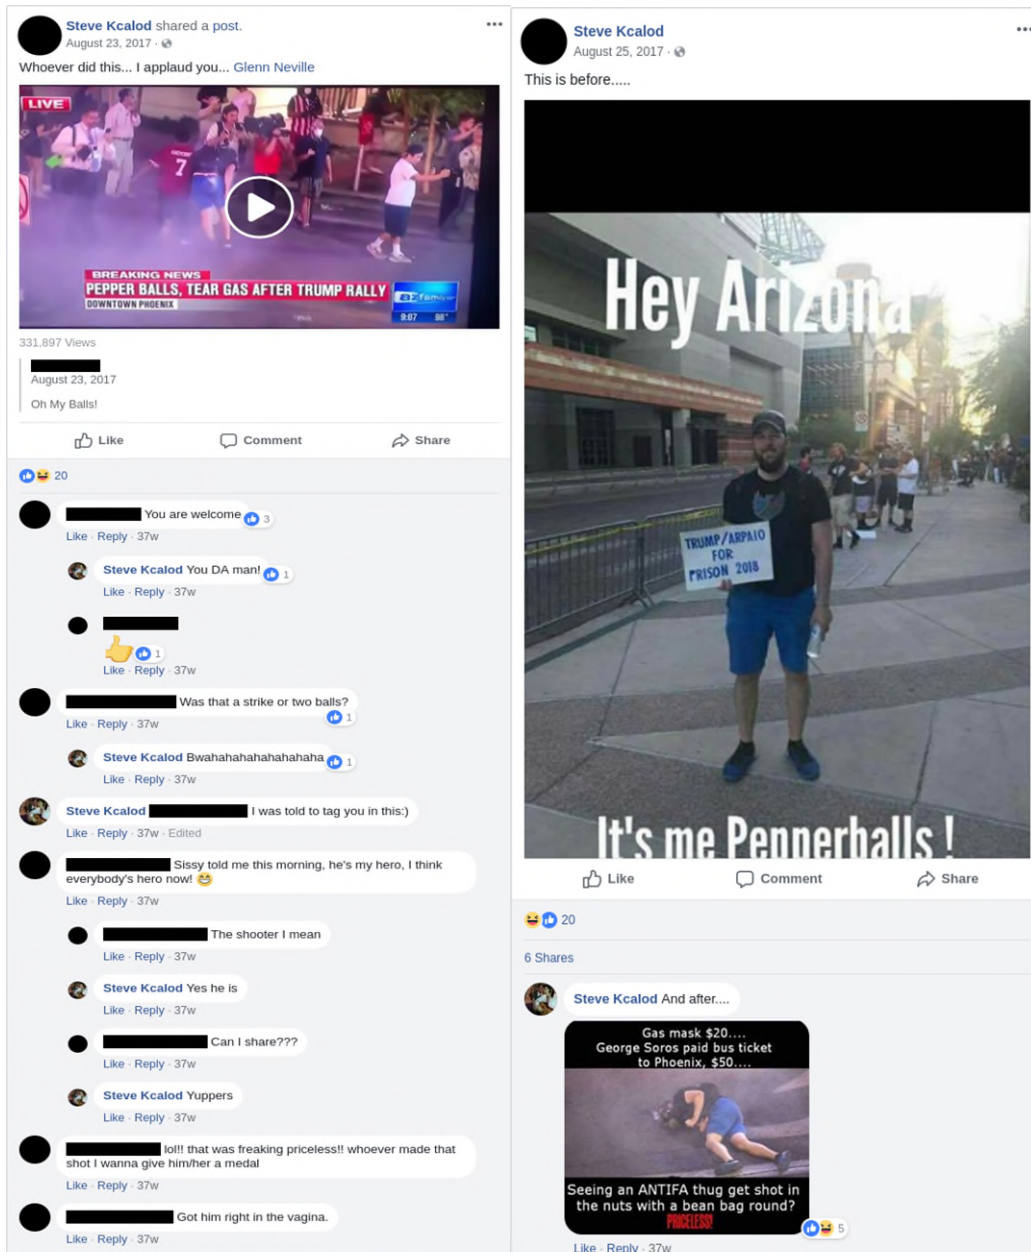 Steve Kcalod shared a post.
August 23, 2017 ·
Whoever did this... I applaud you... Glenn Neville
LIVE
7
BREAKING NEWS
PEPPER BALLS, TEAR GAS AFTER TRUMP RALLY
DOWNTOWN PHOENIX
azfamily
9:07 98°
331,897 Views
August 23, 2017
Oh My Balls!
Like Comment Share
20
You are welcome 3
Like · Reply · 37w
Steve Kcalod You DA man! 1
Like · Reply · 37w
1
Like · Reply · 37w
Was that a strike or two balls?
1
Like · Reply · 37w
Steve Kcalod Bwahahahahahahahaha 1
Like · Reply · 37w
Steve Kcalod I was told to tag you in this:)
Like · Reply · 37w · Edited
Sissy told me this morning, he's my hero, I think
everybody's hero now! 😁
Like · Reply · 37w
The shooter I mean
Like · Reply · 37w
Steve Kcalod Yes he is
Like · Reply · 37w
Can I share???
Like · Reply · 37w
Steve Kcalod Yuppers
Like · Reply · 37w
lol!! that was freaking priceless!! whoever made that
shot I wanna give him/her a medal
Like · Reply · 37w
Got him right in the vagina.
Like · Reply · 37w
Steve Kcalod
August 25, 2017 ·
This is before.....
Hey Arizona
TRUMP/ARPAIO
FOR
PRISON 2018
It's me Pepperballs !
Like Comment Share
20
6 Shares
Steve Kcalod And after....
Gas mask $20....
George Soros paid bus ticket
to Phoenix, $50....
Seeing an ANTIFA thug get shot in
the nuts with a bean bag round?
PRICELESS!
5
Like · Reply · 37w